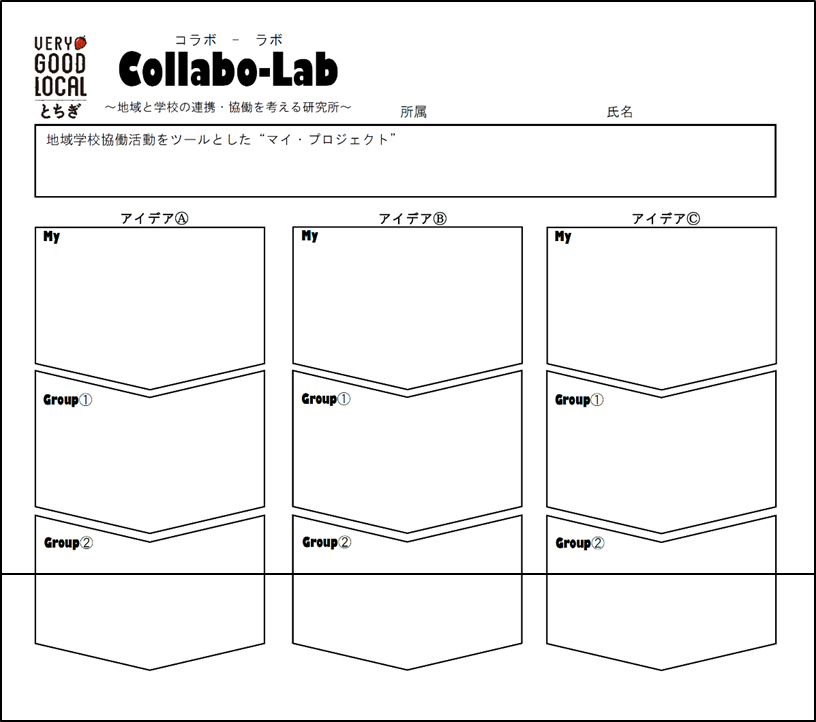 VERY
GOOD
LOCAL
とちぎ
コラボ － ラボ
Collabo-Lab
～地域と学校の連携・協働を考える研究所～
所属 氏名
地域学校協働活動をツールとした“マイ・プロジェクト”
アイデアⒶ アイデアⒷ アイデアⒸ
My My My
Group① Group① Group①
Group② Group② Group②